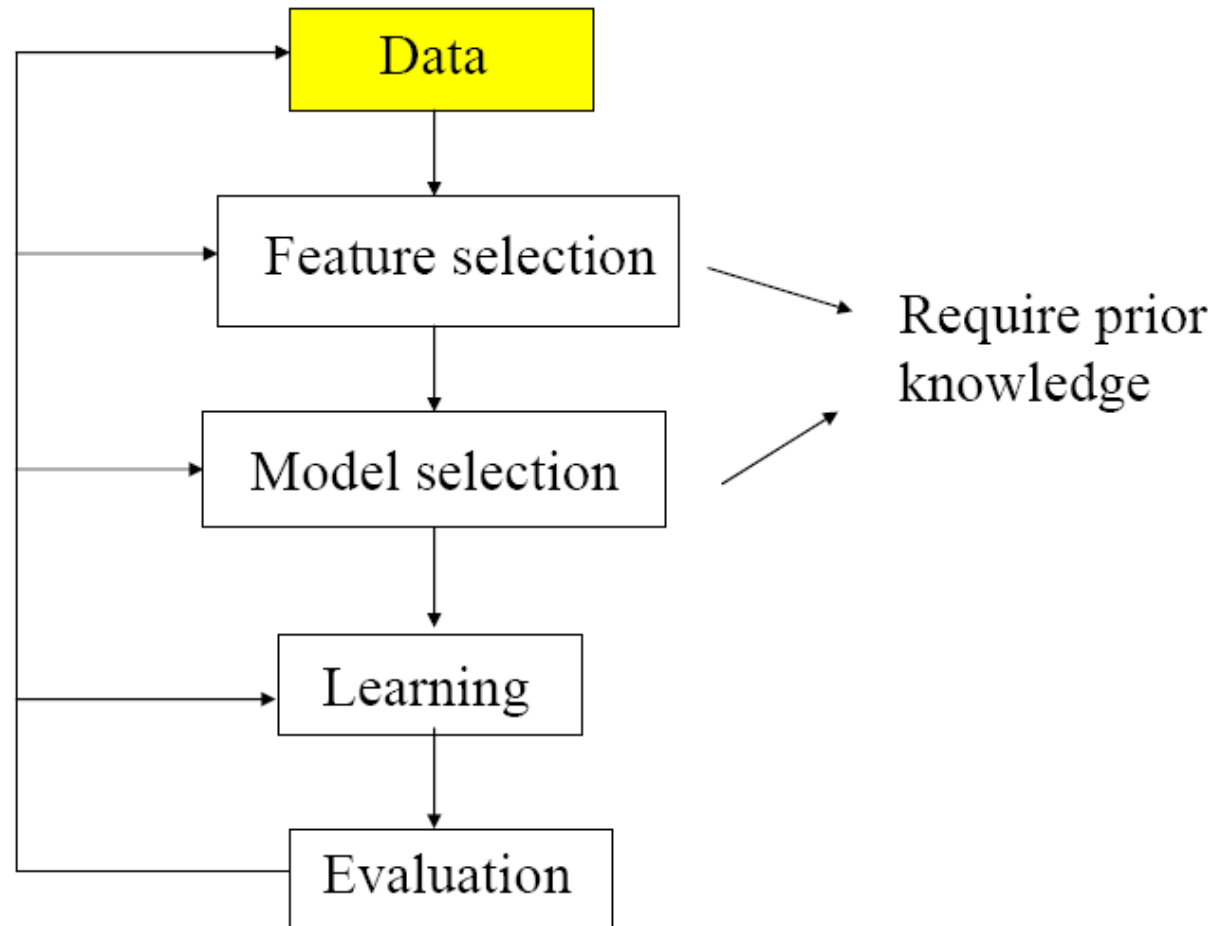 Data
Feature selection
Require prior
knowledge
Model selection
Learning
Evaluation